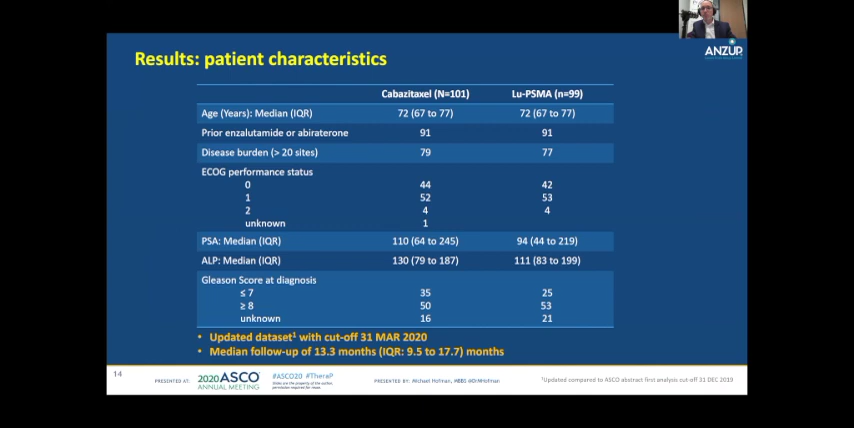 ANZUP
Results: patient characteristics
Cabazitaxel (N=101) Lu-PSMA (n=99)
Age (Years): Median (IQR) 72 (67 to 77) 72 (67 to 77)
Prior enzalutamide or abiraterone 91 91
Disease burden (> 20 sites) 79 77
ECOG performance status
0 44 42
1 52 53
2 4 4
unknown 1
PSA: Median (IQR) 110 (64 to 245) 94 (44 to 219)
ALP: Median (IQR) 130 (79 to 187) 111 (83 to 199)
Gleason Score at diagnosis
≤ 7 35 25
≥ 8 50 53
unknown 16 21
• Updated dataset¹ with cut-off 31 MAR 2020
• Median follow-up of 13.3 months (IQR: 9.5 to 17.7) months
14
PRESENTED AT: 2020 ASCO
ANNUAL MEETING
#ASCO20 #TheraP
Slides are the property of the author,
permission required for reuse.
PRESENTED BY: Michael Hofman, MBBS @DrMHofman
¹Updated compared to ASCO abstract first analysis cut-off 31 DEC 2019